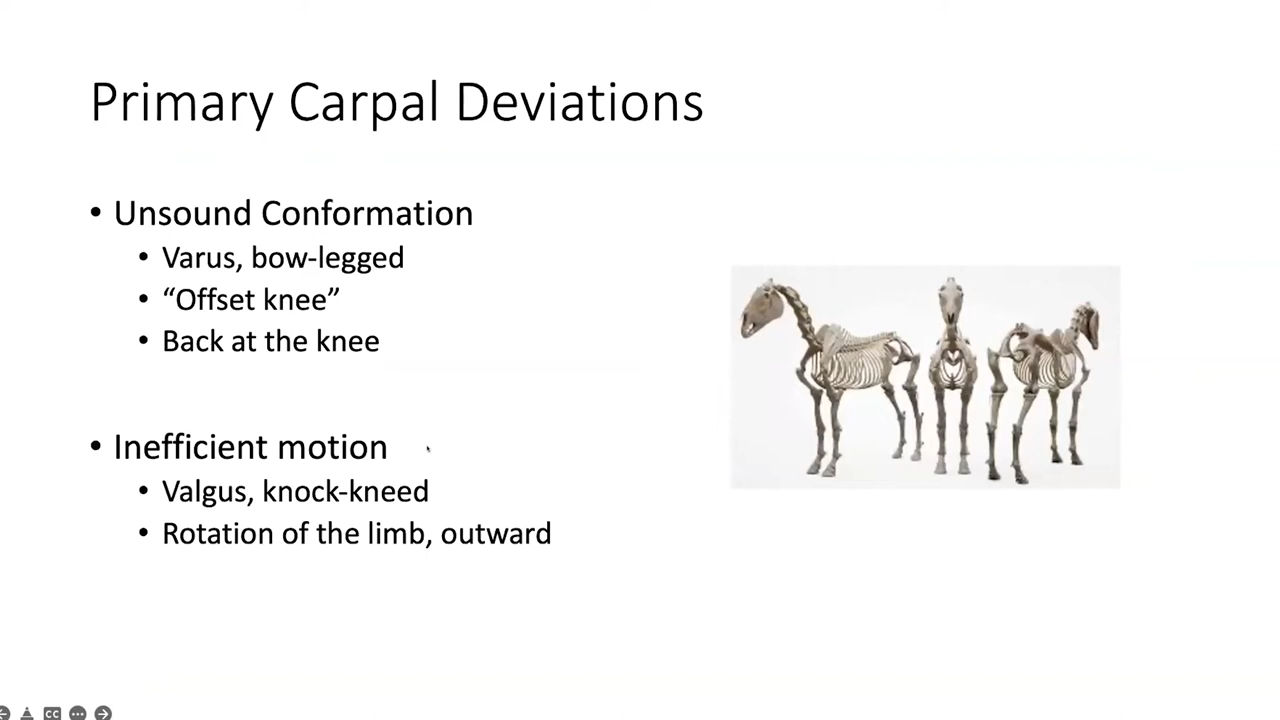 Primary Carpal Deviations
• Unsound Conformation
• Varus, bow-legged
• “Offset knee”
• Back at the knee
• Inefficient motion
• Valgus, knock-kneed
• Rotation of the limb, outward
CC